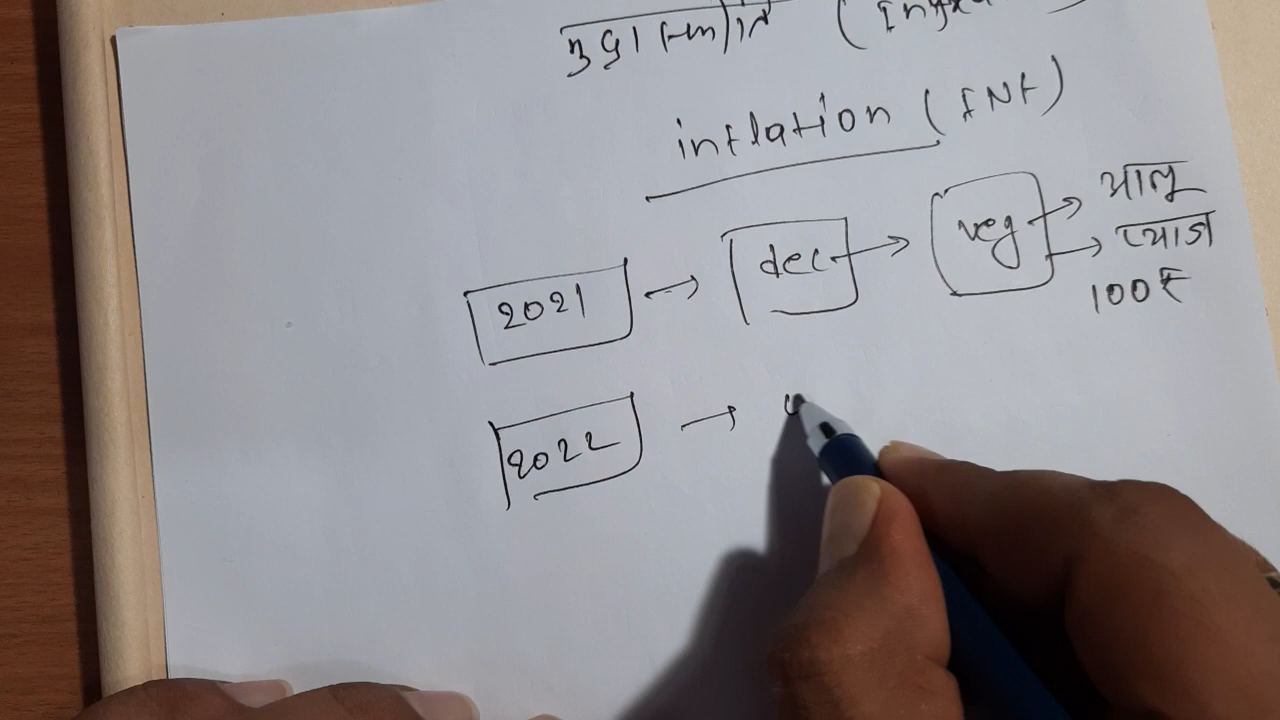 मुद्रास्फीति
inflation (INF)
2021 → dec → veg → आलू
→ प्याज
100₹
2022 →